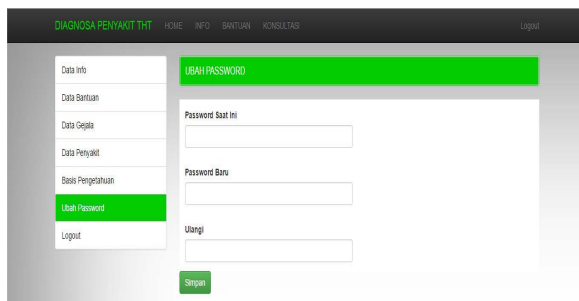 DIAGNOSA PENYAKIT THT HOME INFO BANTUAN KONSULTASI Logout
Data Info
Data Bantuan
Data Gejala
Data Penyakit
Basis Pengetahuan
Ubah Password
Logout
UBAH PASSWORD
Password Saat Ini
Password Baru
Ulangi
Simpan